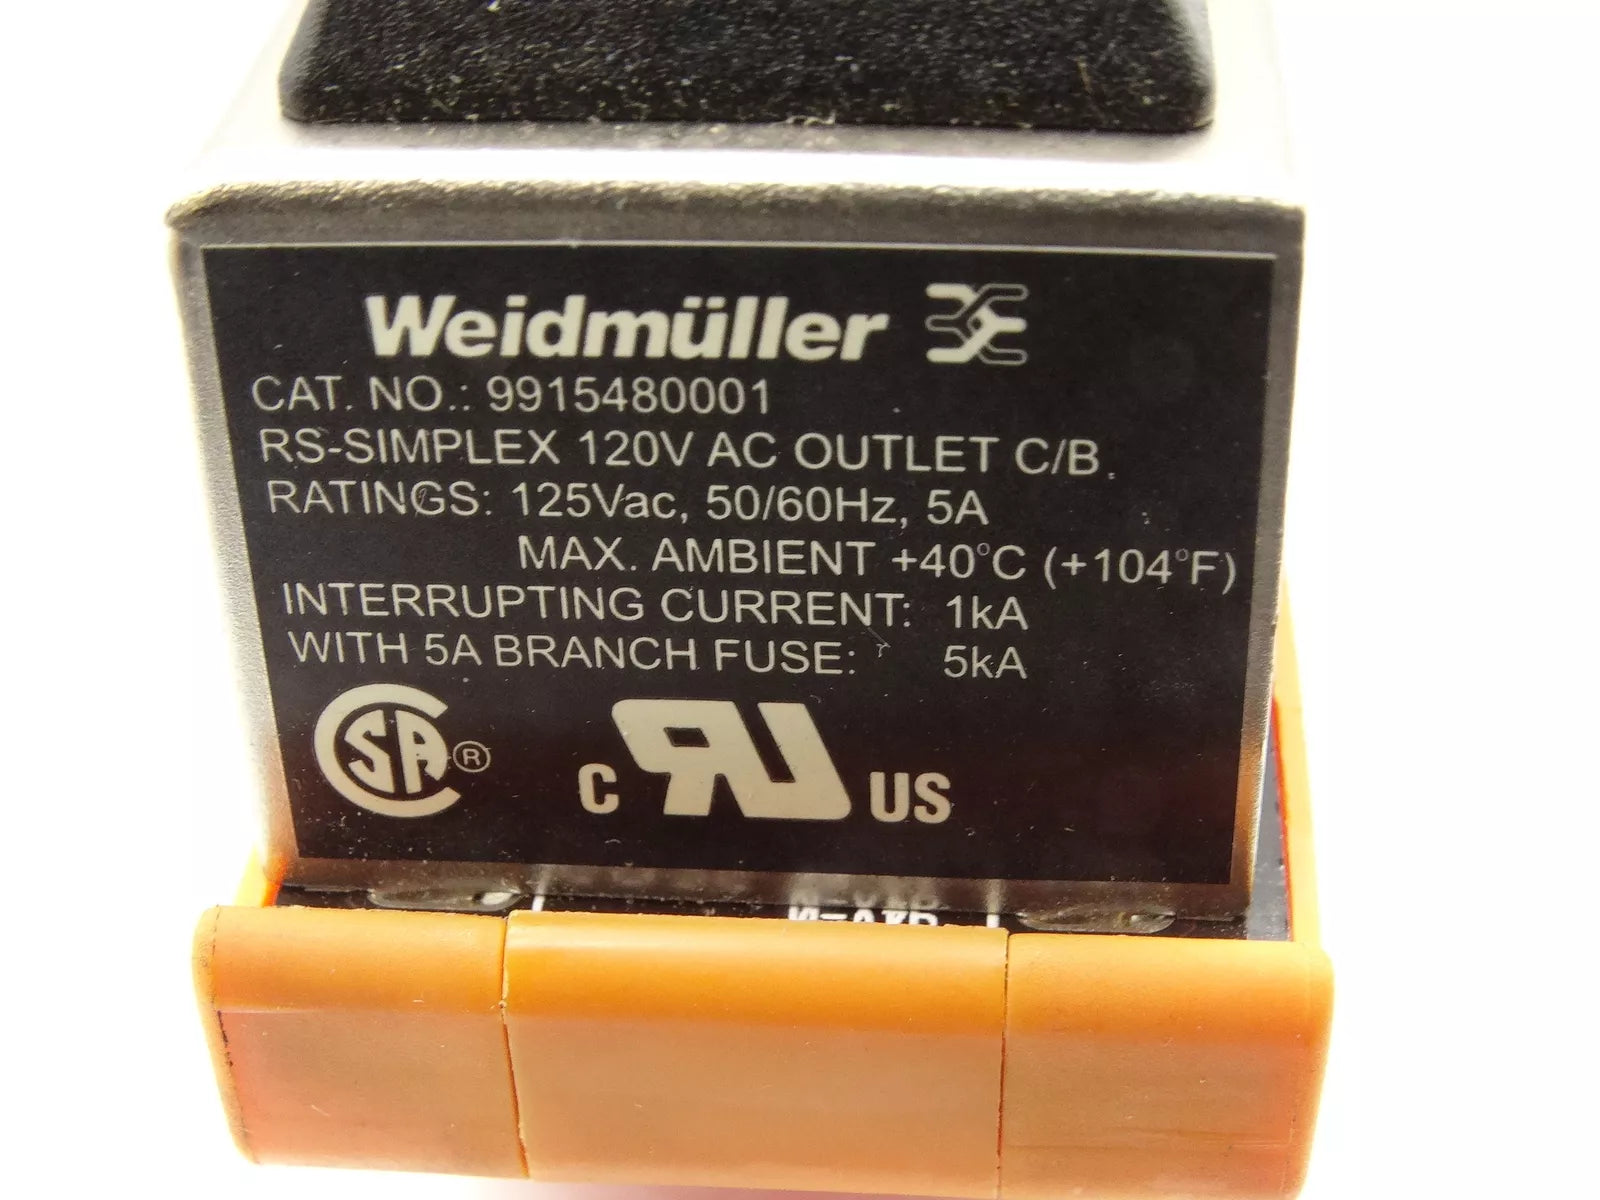 Weidmüller
CAT. NO.: 9915480001
RS-SIMPLEX 120V AC OUTLET C/B.
RATINGS: 125Vac, 50/60Hz, 5A
MAX. AMBIENT +40°C (+104°F)
INTERRUPTING CURRENT: 1kA
WITH 5A BRANCH FUSE: 5kA
SA ®
C RU US